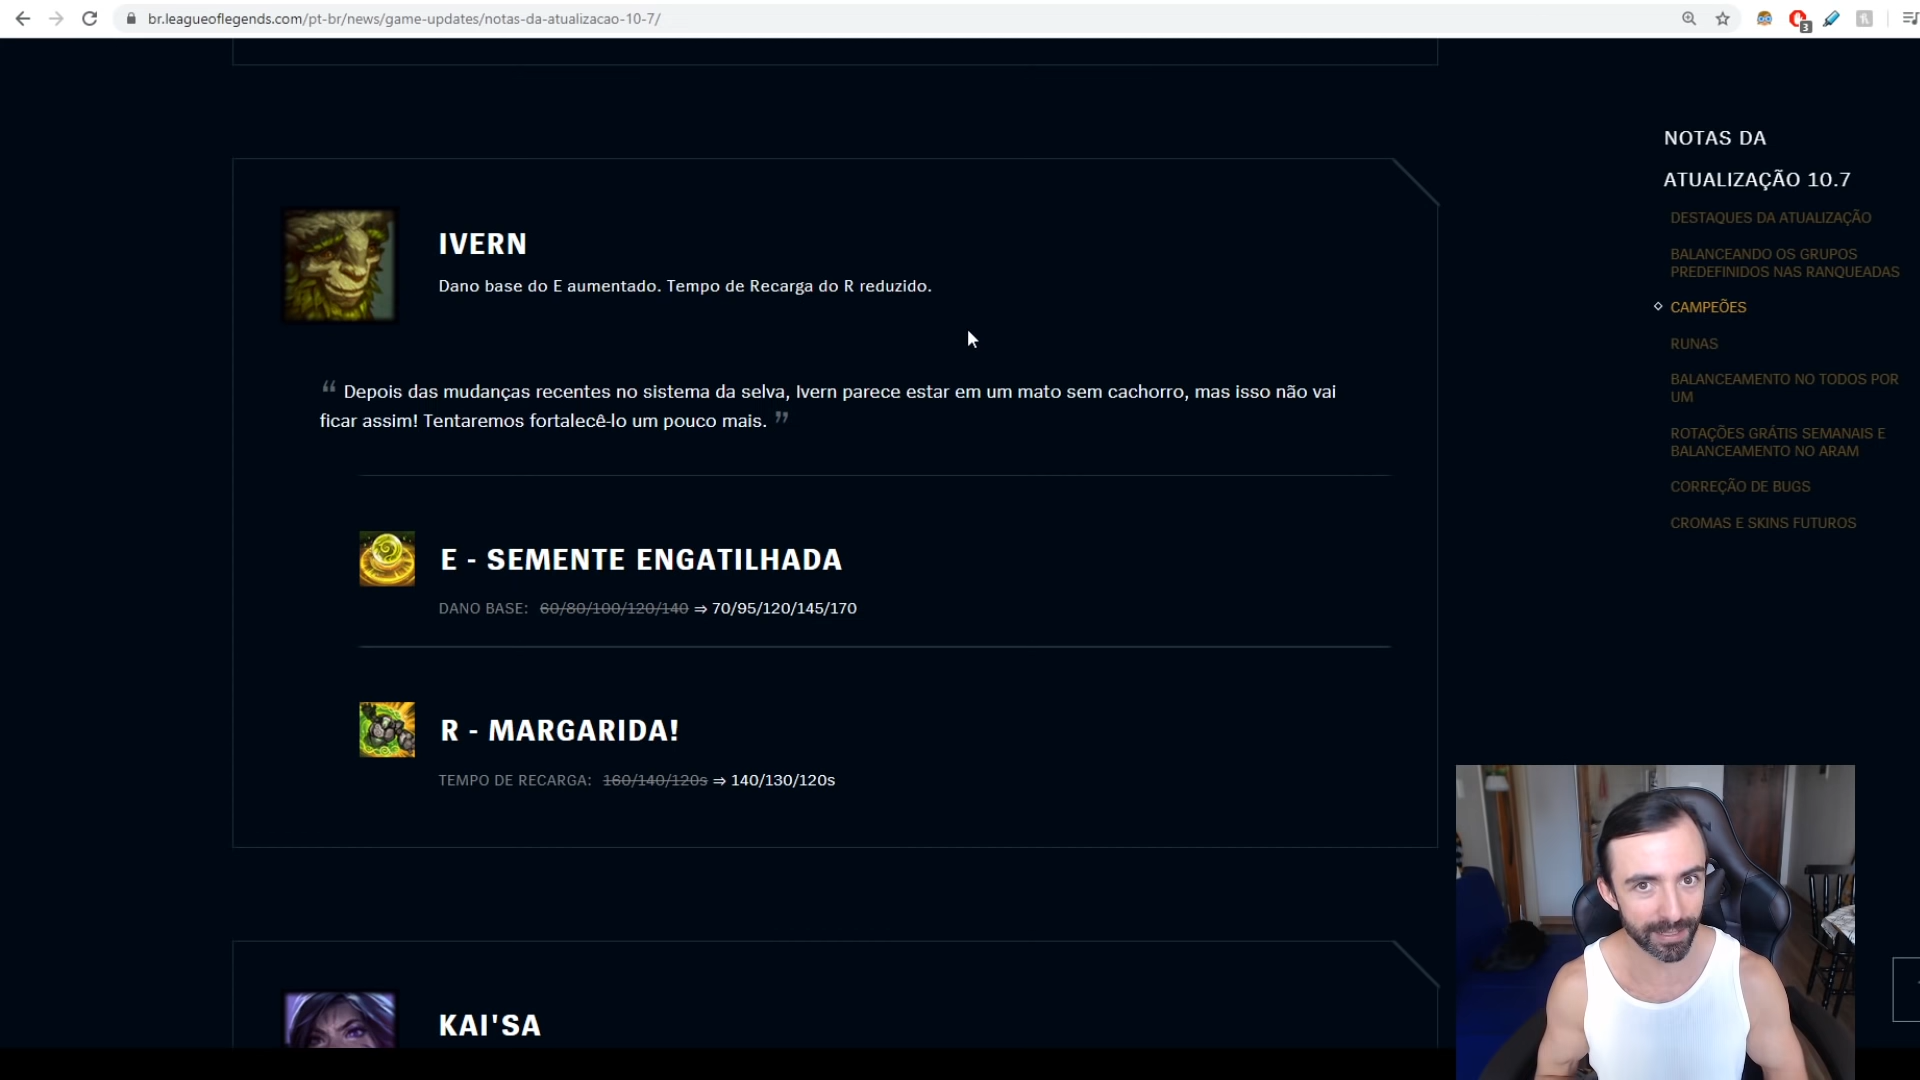 br.leagueoflegends.com/pt-br/news/game-updates/notas-da-atualizacao-10-7/
3
NOTAS DA
ATUALIZAÇÃO 10.7
DESTAQUES DA ATUALIZAÇÃO
BALANCEANDO OS GRUPOS
PREDEFINIDOS NAS RANQUEADAS
CAMPEÕES
RUNAS
BALANCEAMENTO NO TODOS POR
UM
ROTAÇÕES GRÁTIS SEMANAIS E
BALANCEAMENTO NO ARAM
CORREÇÃO DE BUGS
CROMAS E SKINS FUTUROS
IVERN
Dano base do E aumentado. Tempo de Recarga do R reduzido.
“ Depois das mudanças recentes no sistema da selva, Ivern parece estar em um mato sem cachorro, mas isso não vai
ficar assim! Tentaremos fortalecê-lo um pouco mais. ”
E - SEMENTE ENGATILHADA
DANO BASE: 60/80/100/120/140 ⇒ 70/95/120/145/170
R - MARGARIDA!
TEMPO DE RECARGA: 160/140/120s ⇒ 140/130/120s
KAI'SA